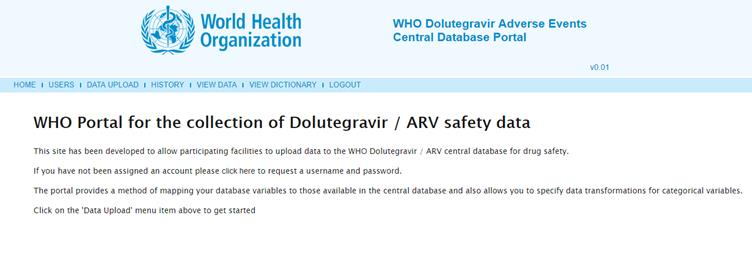 World Health
Organization
WHO Dolutegravir Adverse Events
Central Database Portal
v0.01
HOME | USERS | DATA UPLOAD | HISTORY | VIEW DATA | VIEW DICTIONARY | LOGOUT
WHO Portal for the collection of Dolutegravir / ARV safety data
This site has been developed to allow participating facilities to upload data to the WHO Dolutegravir / ARV central database for drug safety.
If you have not been assigned an account please click here to request a username and password.
The portal provides a method of mapping your database variables to those available in the central database and also allows you to specify data transformations for categorical variables.
Click on the 'Data Upload' menu item above to get started